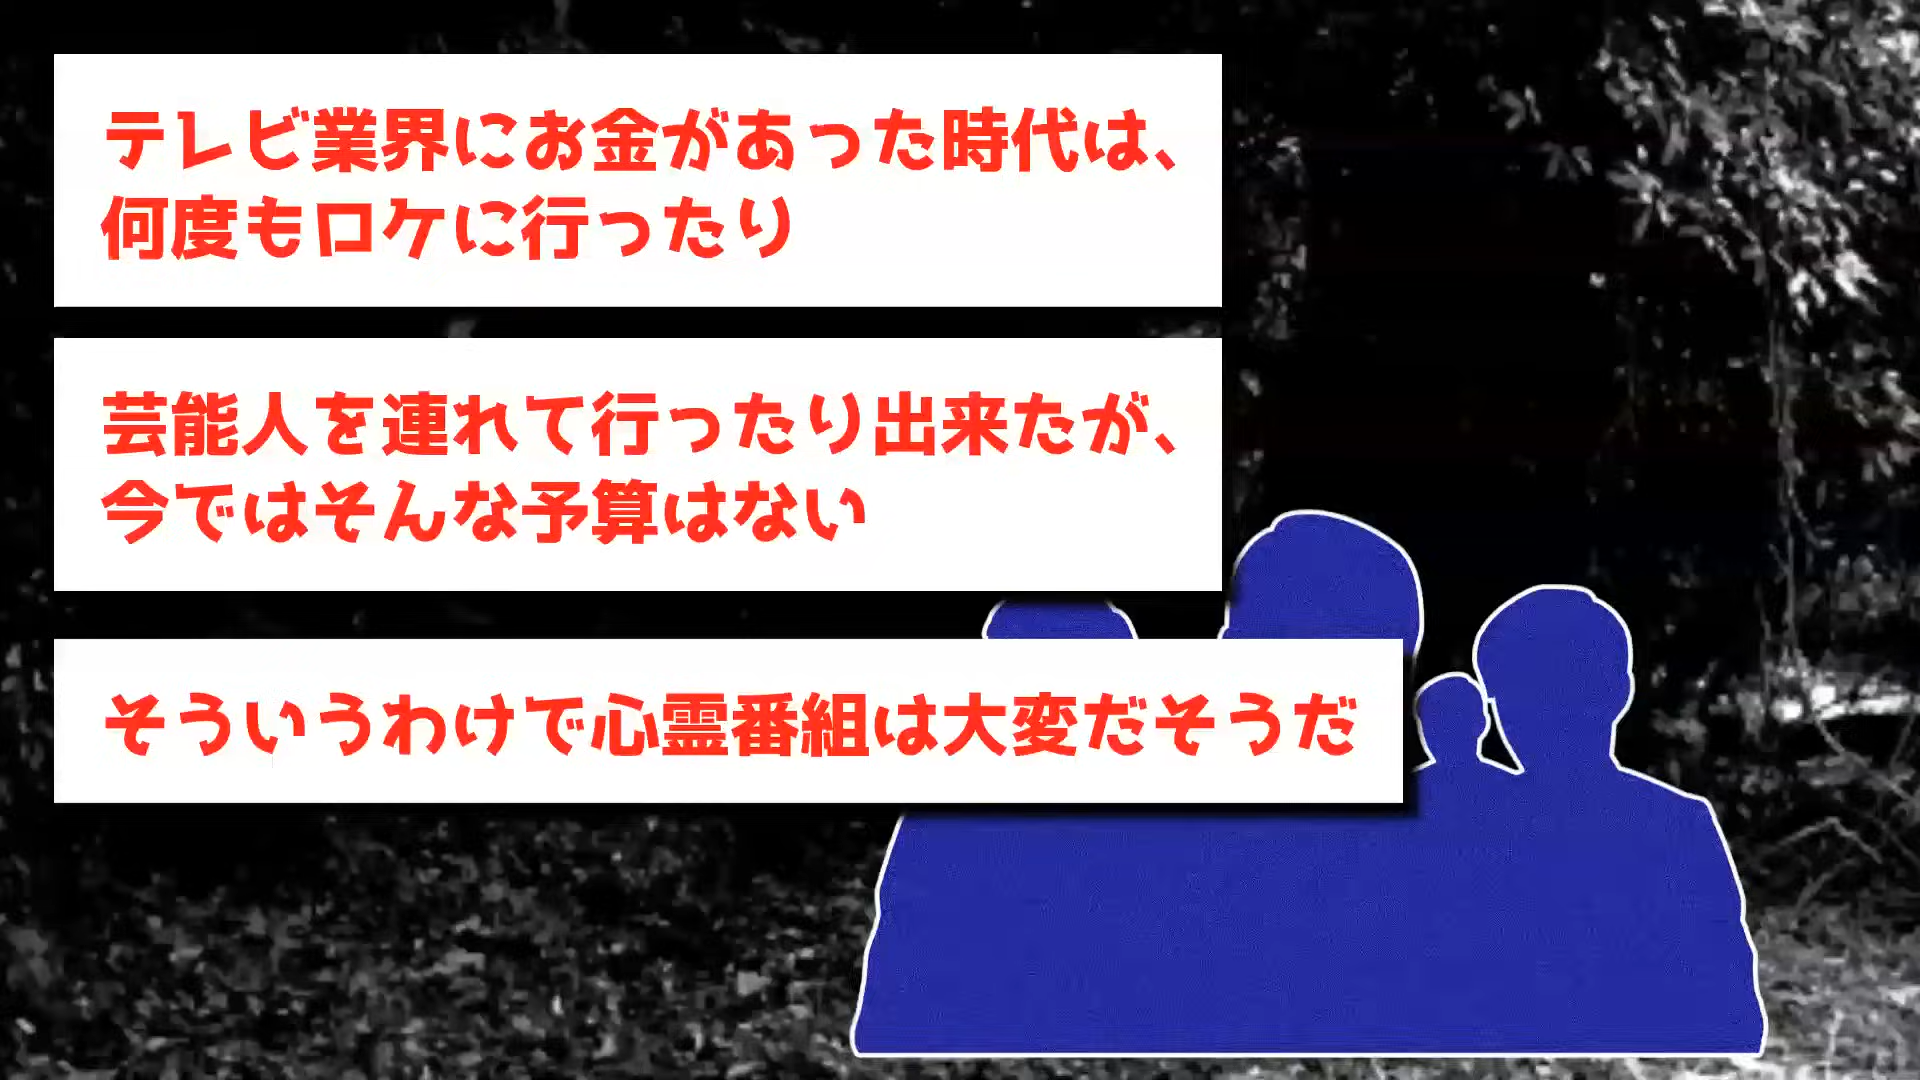 テレビ業界にお金があった時代は、
何度もロケに行ったり
芸能人を連れて行ったり出来たが、
今ではそんな予算はない
そういうわけで心霊番組は大変だそうだ